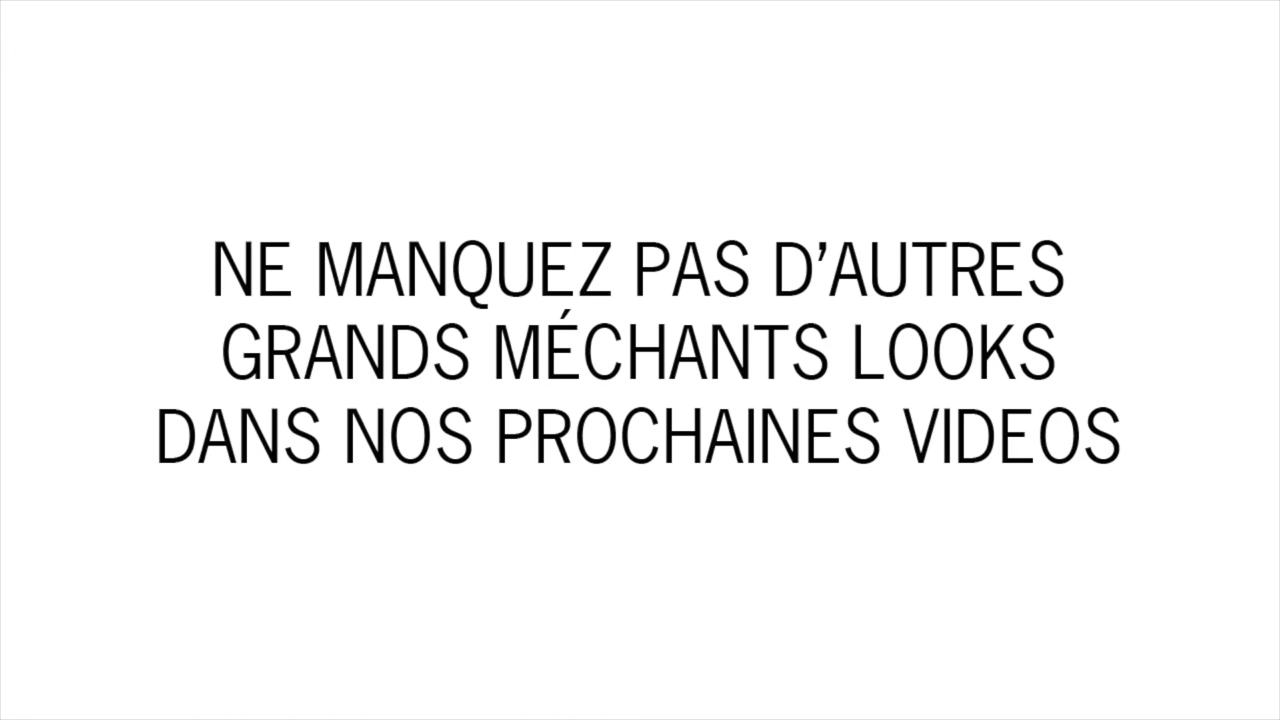 NE MANQUEZ PAS D’AUTRES
GRANDS MÉCHANTS LOOKS
DANS NOS PROCHAINES VIDEOS